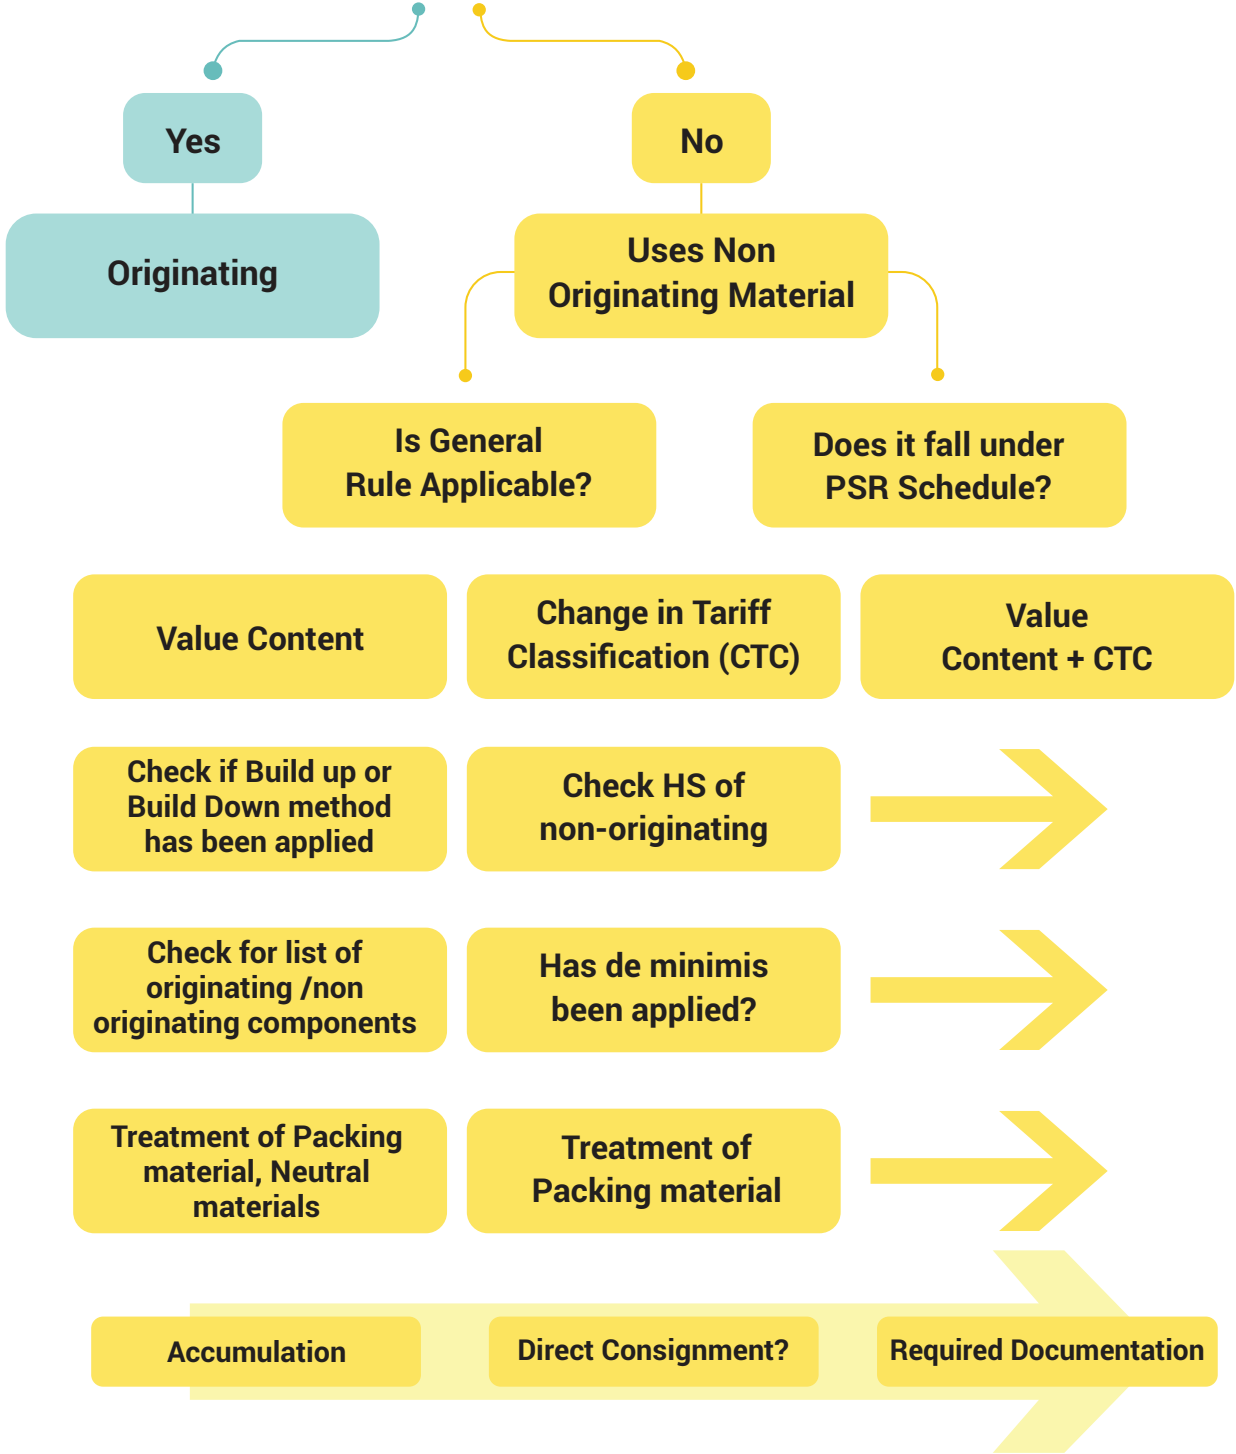 Yes
No
Originating
Uses Non
Originating Material
Is General
Rule Applicable?
Does it fall under
PSR Schedule?
Value Content
Change in Tariff
Classification (CTC)
Value
Content + CTC
Check if Build up or
Build Down method
has been applied
Check HS of
non-originating
Check for list of
originating /non
originating components
Has de minimis
been applied?
Treatment of Packing
material, Neutral
materials
Treatment of
Packing material
Accumulation
Direct Consignment?
Required Documentation